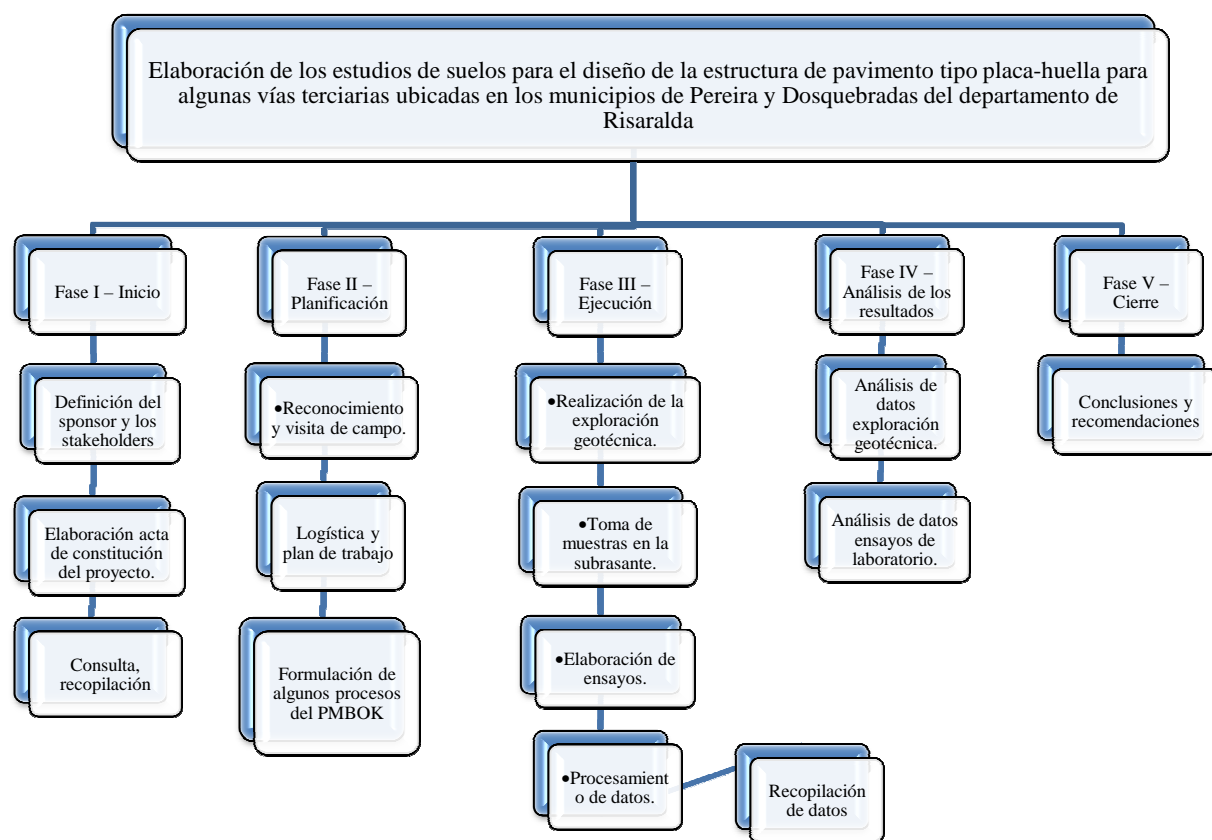 Elaboración de los estudios de suelos para el diseño de la estructura de pavimento tipo placa-huella para
algunas vías terciarias ubicadas en los municipios de Pereira y Dosquebradas del departamento de
Risaralda
Fase I – Inicio
Definición del
sponsor y los
stakeholders
Elaboración acta
de constitución
del proyecto.
Consulta,
recopilación
Fase II –
Planificación
•Reconocimiento
y visita de campo.
Logística y
plan de trabajo
Formulación de
algunos procesos
del PMBOK
Fase III –
Ejecución
•Realización de la
exploración
geotécnica.
•Toma de
muestras en la
subrasante.
•Elaboración de
ensayos.
•Procesamient
o de datos.
Recopilación
de datos
Fase IV –
Análisis de los
resultados
Análisis de
datos
exploración
geotécnica.
Análisis de datos
ensayos de
laboratorio.
Fase V –
Cierre
Conclusiones y
recomendaciones